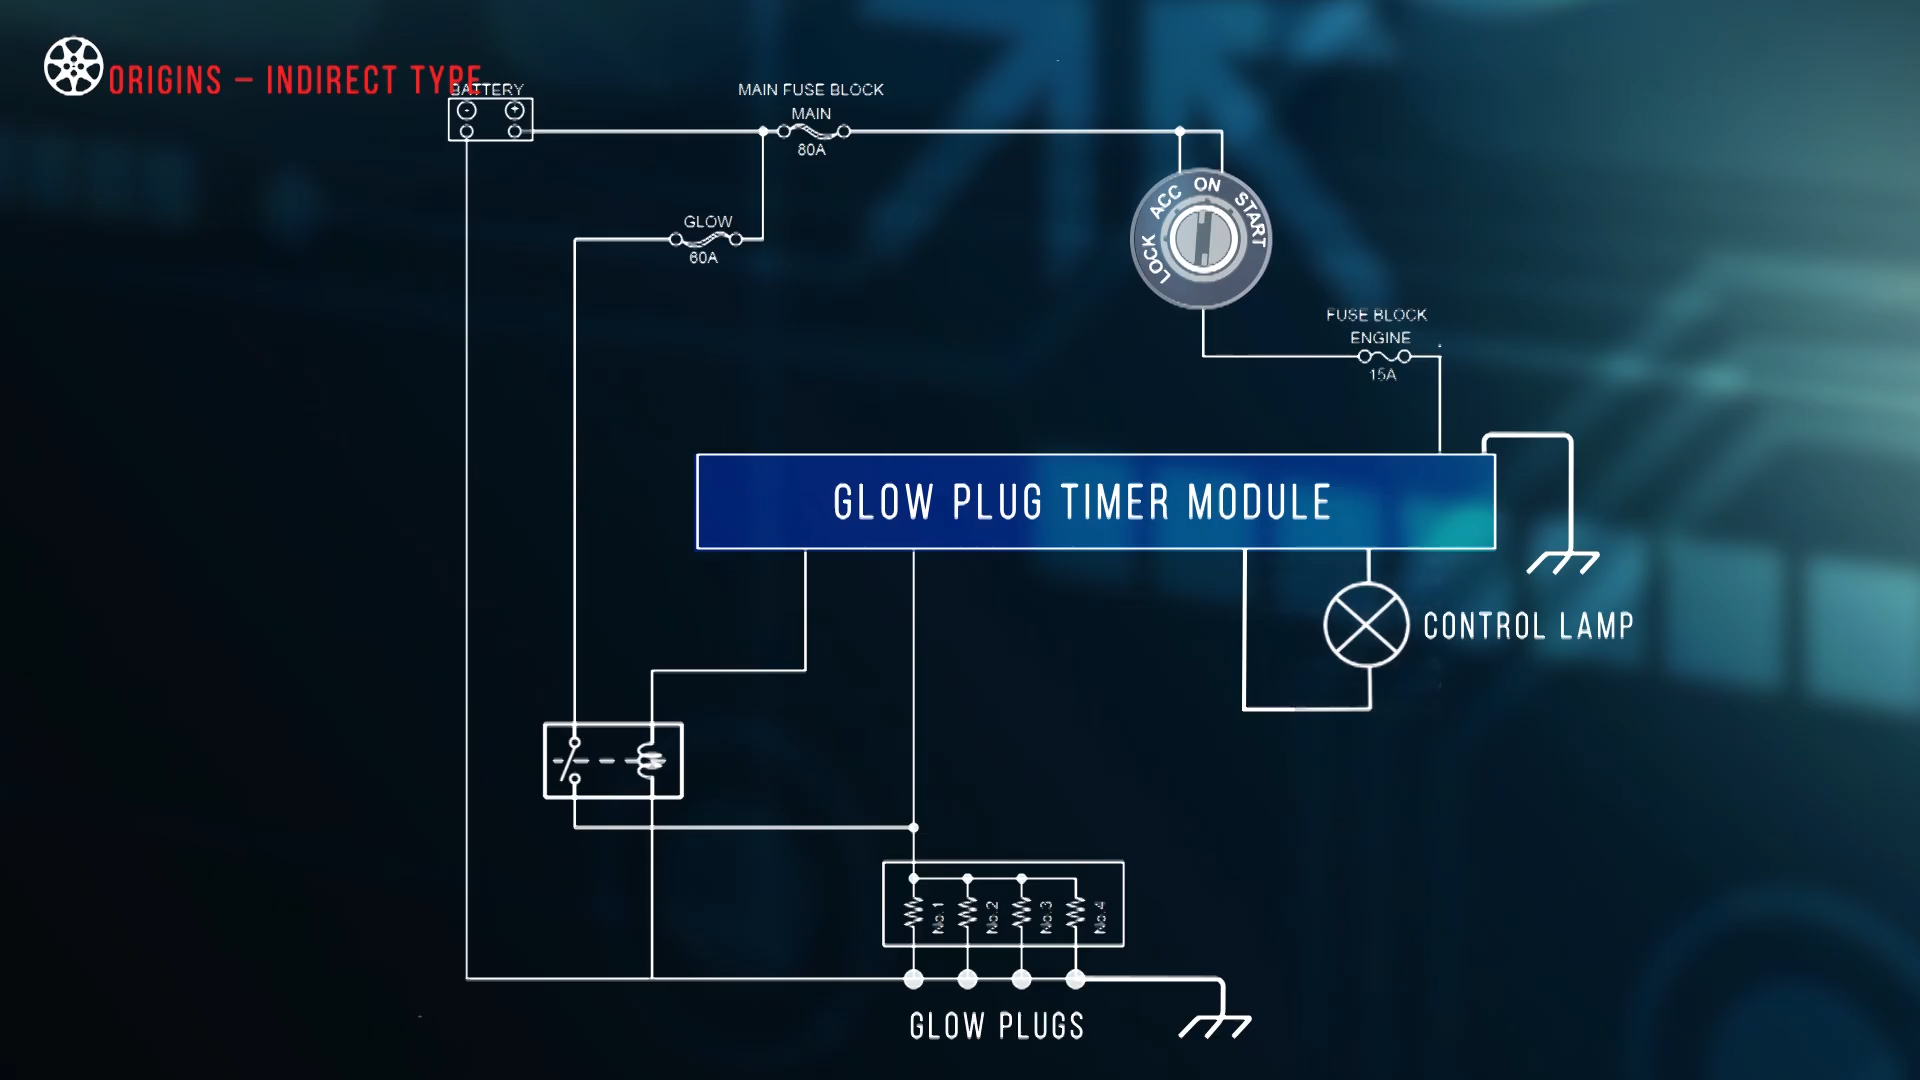 ORIGINS – INDIRECT TYPE
BATTERY
- +
MAIN FUSE BLOCK
MAIN
80A
GLOW
60A
LOCK ACC ON START
FUSE BLOCK
ENGINE
15A
GLOW PLUG TIMER MODULE
CONTROL LAMP
No.1 No.2 No.3 No.4
GLOW PLUGS